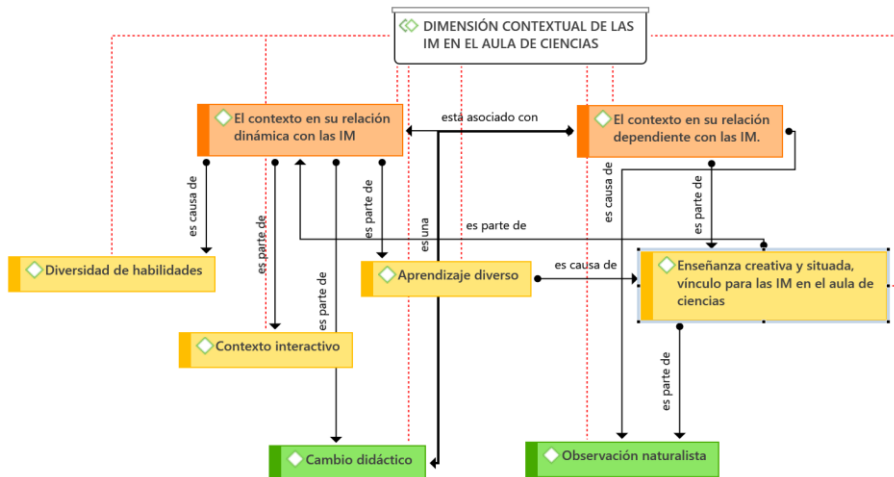 DIMENSIÓN CONTEXTUAL DE LAS
IM EN EL AULA DE CIENCIAS
El contexto en su relación
dinámica con las IM
está asociado con
El contexto en su relación
dependiente con las IM.
es causa de
es parte de
es parte de
es parte de
es una
es causa de
es parte de
es parte de
Diversidad de habilidades
Aprendizaje diverso
es causa de
Enseñanza creativa y situada,
vínculo para las IM en el aula de
ciencias
Contexto interactivo
es parte de
Cambio didáctico
Observación naturalista